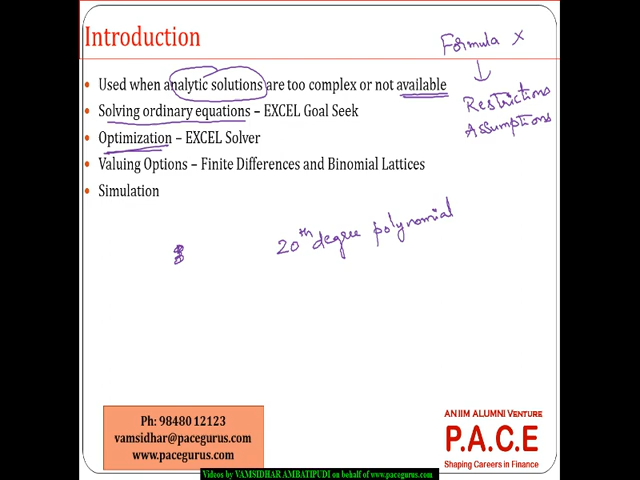 Introduction
Formula X
Used when analytic solutions are too complex or not available
Restrictions
Assumptions
Solving ordinary equations – EXCEL Goal Seek
Optimization – EXCEL Solver
Valuing Options – Finite Differences and Binomial Lattices
Simulation
20th degree polynomial
Ph: 98480 12123
vamsidhar@pacegurus.com
www.pacegurus.com
AN IIM ALUMNI VENTURE
P.A.C.E
Shaping Careers in Finance
Videos by VAMSIDHAR AMBATIPUDI on behalf of www.pacegurus.com